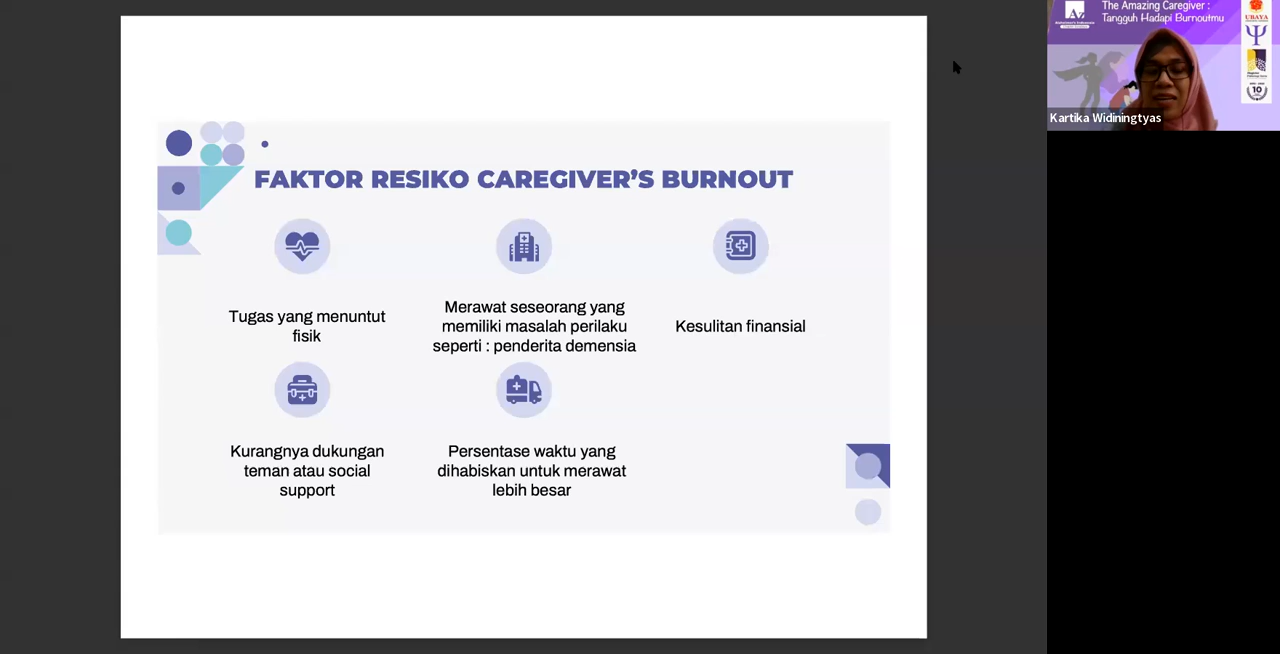 FAKTOR RESIKO CAREGIVER'S BURNOUT
Tugas yang menuntut
fisik
Merawat seseorang yang
memiliki masalah perilaku
seperti : penderita demensia
Kesulitan finansial
Kurangnya dukungan
teman atau social
support
Persentase waktu yang
dihabiskan untuk merawat
lebih besar
The Amazing Caregiver :
Tangguh Hadapi Burnoutmu
UBAYA
10
Kartika Widiningtyas